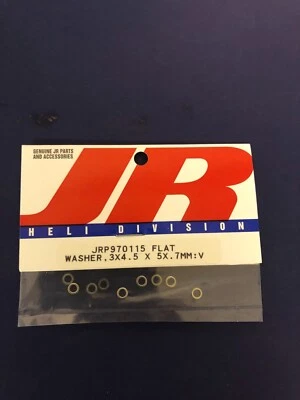 GENUINE JR PARTS
AND ACCESSORIES
JR
HELI DIVISION
JRP970115 FLAT
WASHER,3X4.5 X 5X.7MM:V